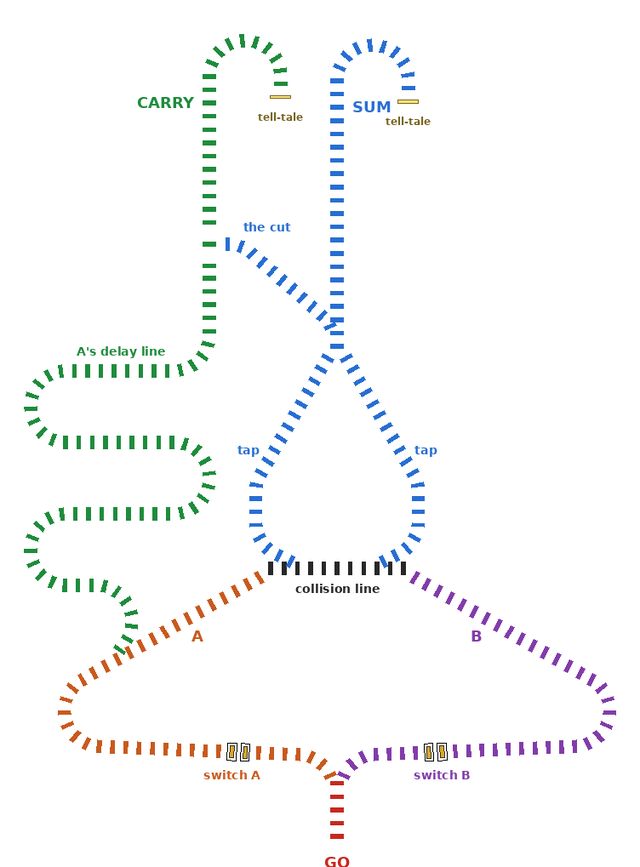 CARRY
SUM
tell-tale
tell-tale
the cut
A's delay line
tap
tap
collision line
A
B
switch A
switch B
GO